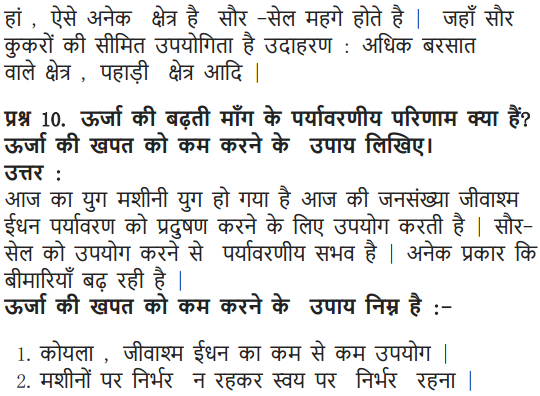 हां , ऐसे अनेक क्षेत्र है सौर -सेल महगे होते है | जहाँ सौर
कुकरों की सीमित उपयोगिता है उदाहरण : अधिक बरसात
वाले क्षेत्र , पहाड़ी क्षेत्र आदि |
प्रश्न 10. ऊर्जा की बढ़ती माँग के पर्यावरणीय परिणाम क्या हैं?
ऊर्जा की खपत को कम करने के उपाय लिखिए।
उत्तर :
आज का युग मशीनी युग हो गया है आज की जनसंख्या जीवाश्म
ईधन पर्यावरण को प्रदुषण करने के लिए उपयोग करती है | सौर-
सेल को उपयोग करने से पर्यावरणीय सभव है | अनेक प्रकार कि
बीमारियाँ बढ़ रही है |
ऊर्जा की खपत को कम करने के उपाय निम्न है :-
1. कोयला , जीवाश्म ईधन का कम से कम उपयोग |
2. मशीनों पर निर्भर न रहकर स्वय पर निर्भर रहना |